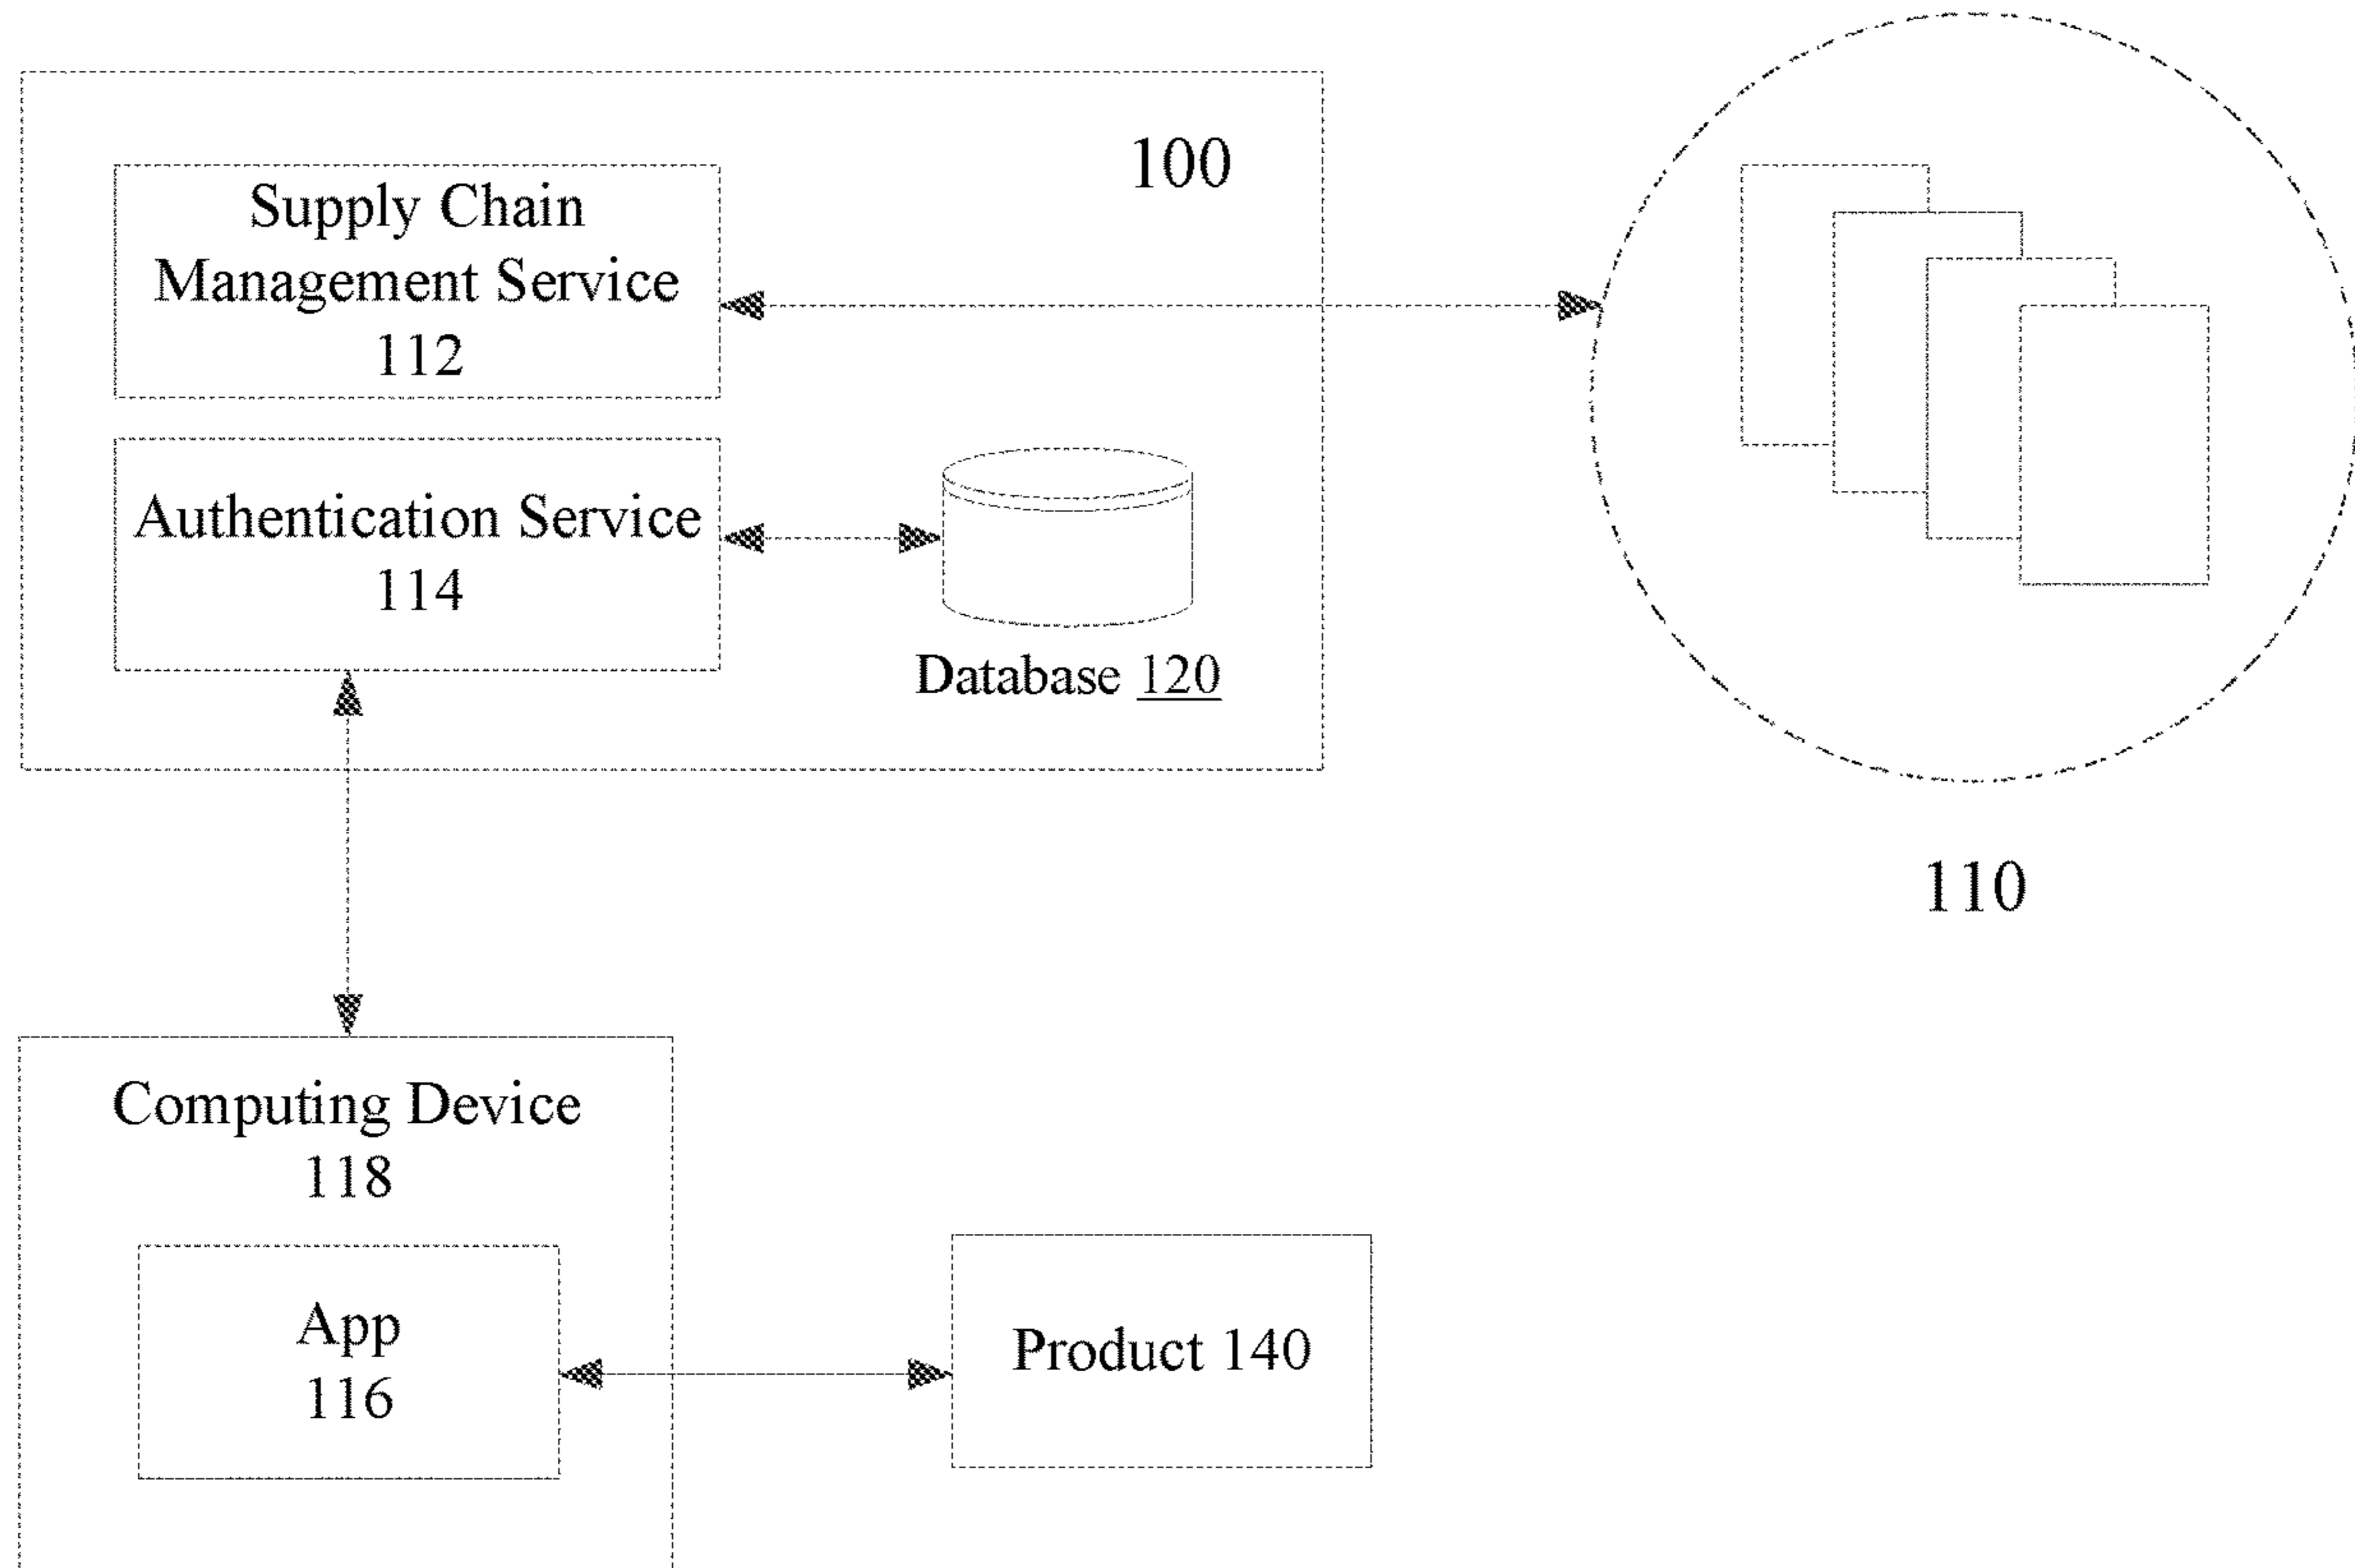 100
Supply Chain
Management Service
112
Authentication Service
114
Database 120
110
Computing Device
118
App
116
Product 140